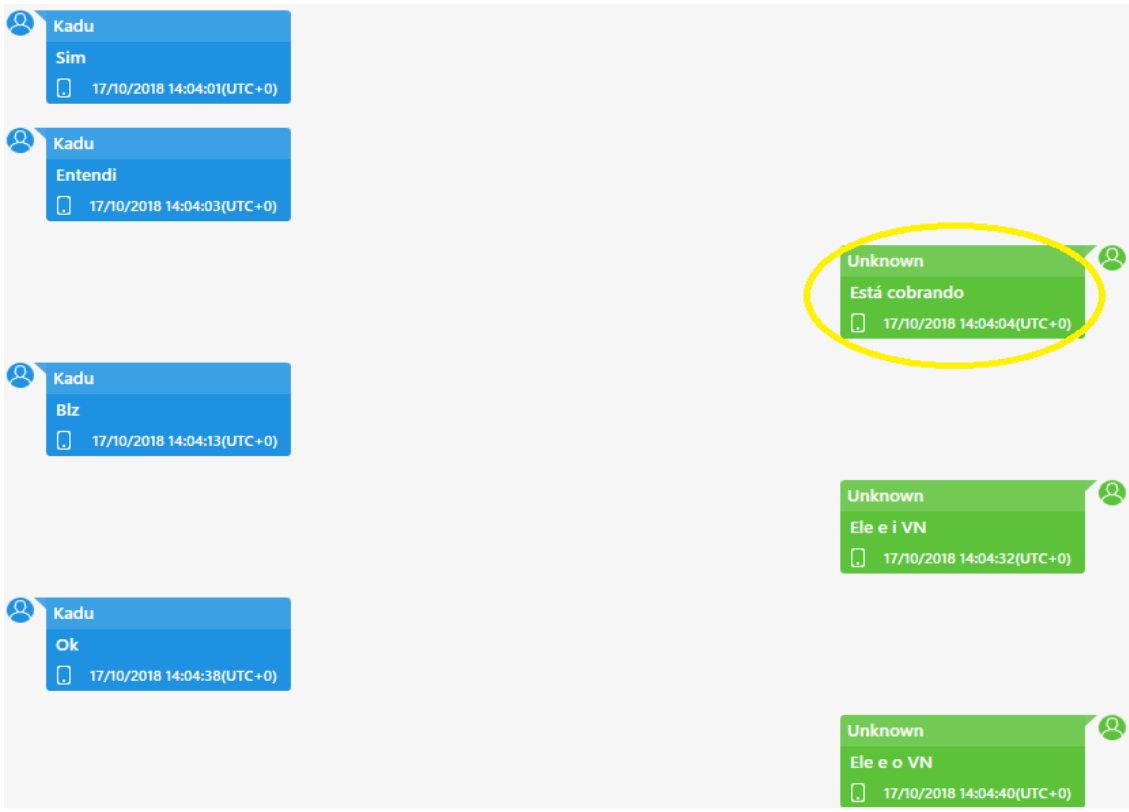 Kadu
Sim
17/10/2018 14:04:01(UTC+0)
Kadu
Entendi
17/10/2018 14:04:03(UTC+0)
Unknown
Está cobrando
17/10/2018 14:04:04(UTC+0)
Kadu
Blz
17/10/2018 14:04:13(UTC+0)
Unknown
Ele e i VN
17/10/2018 14:04:32(UTC+0)
Kadu
Ok
17/10/2018 14:04:38(UTC+0)
Unknown
Ele e o VN
17/10/2018 14:04:40(UTC+0)